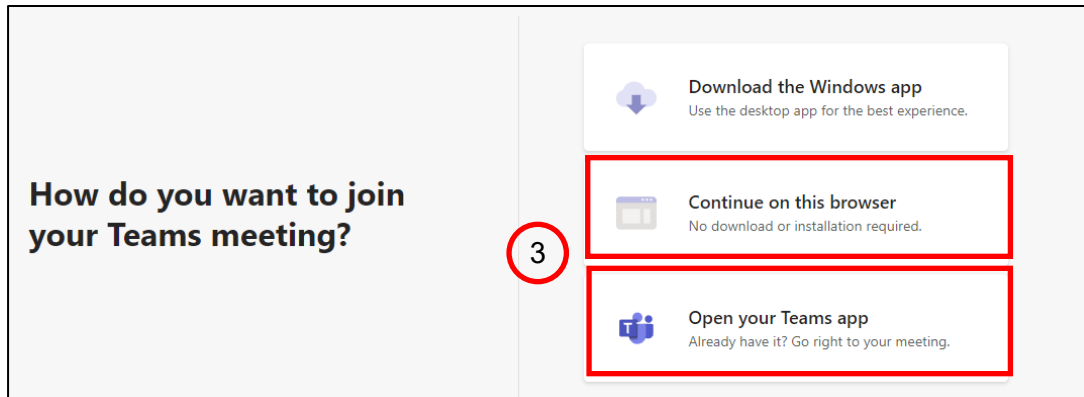 How do you want to join
your Teams meeting?
3
Download the Windows app
Use the desktop app for the best experience.
Continue on this browser
No download or installation required.
T
Open your Teams app
Already have it? Go right to your meeting.